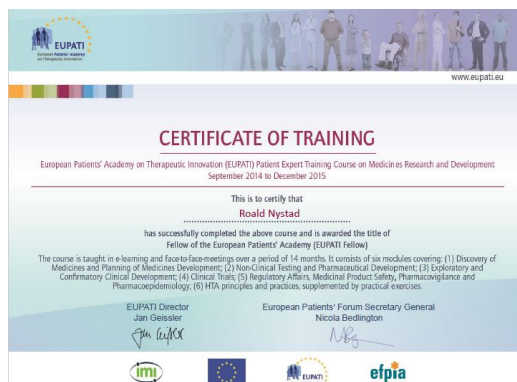 EUPATI
European Patients' Academy
on Therapeutic Innovation
www.eupati.eu
CERTIFICATE OF TRAINING
European Patients' Academy on Therapeutic Innovation (EUPATI) Patient Expert Training Course on Medicines Research and Development
September 2014 to December 2015
This is to certify that
Roald Nystad
has successfully completed the above course and is awarded the title of
Fellow of the European Patients' Academy (EUPATI Fellow)
The course is taught in e-learning and face-to-face-meetings over a period of 14 months. It consists of six modules covering: (1) Discovery of
Medicines and Planning of Medicines Development; (2) Non-Clinical Testing and Pharmaceutical Development; (3) Exploratory and
Confirmatory Clinical Development; (4) Clinical Trials; (5) Regulatory Affairs, Medicinal Product Safety, Pharmacovigilance and
Pharmacoepidemiology; (6) HTA principles and practices, supplemented by practical exercises.
EUPATI Director
Jan Geissler
European Patients' Forum Secretary General
Nicola Bedlington
imi
EUPATI
efpia